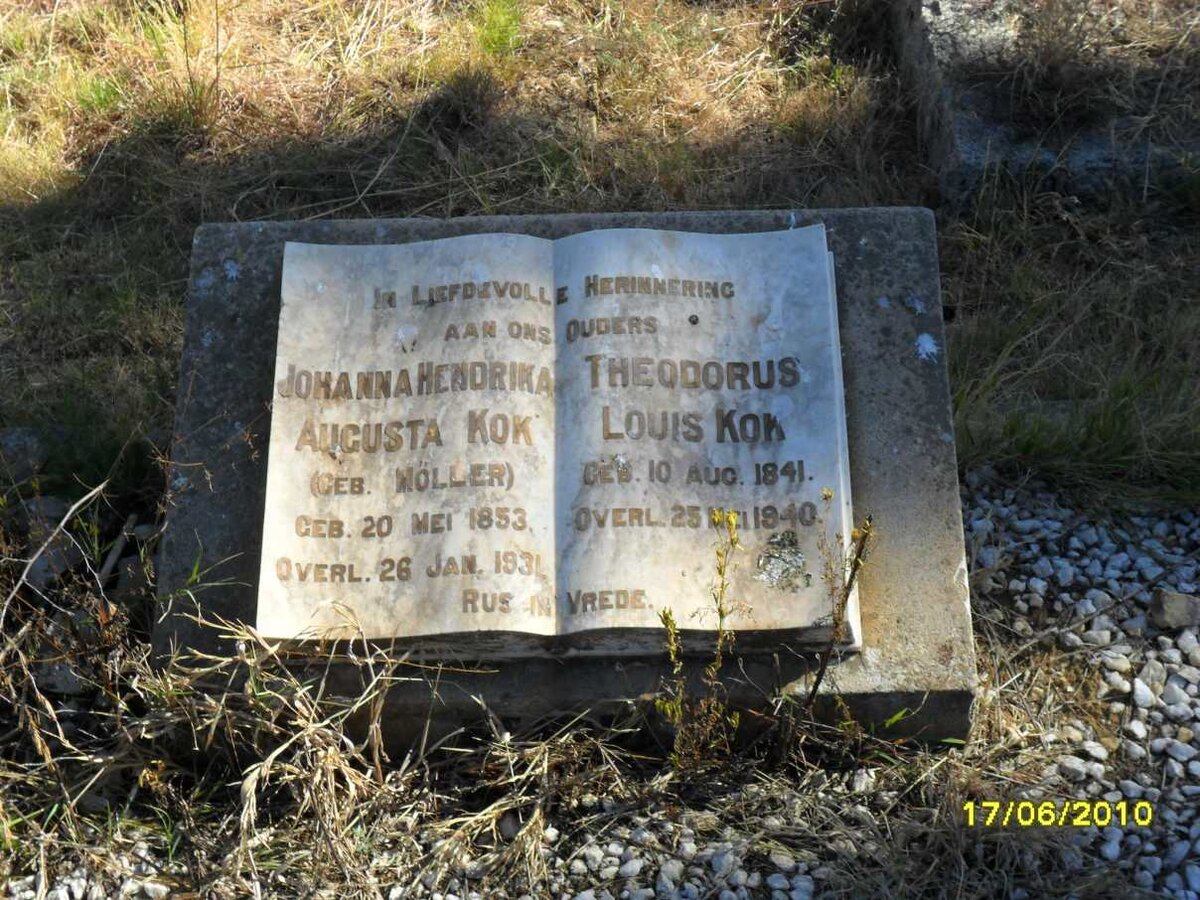 IN LIEFDEVOLLE HERINNERING
AAN ONS OUDERS
JOHANNA HENDRIKA
AUGUSTA KOK
(GEB. MÖLLER)
GEB. 20 MEI 1853.
OVERL. 26 JAN. 1931.
THEODORUS
LOUIS KOK
GEB. 10 AUG. 1841.
OVERL. 25 MEI 1940.
RUS IN VREDE.
17/06/2010